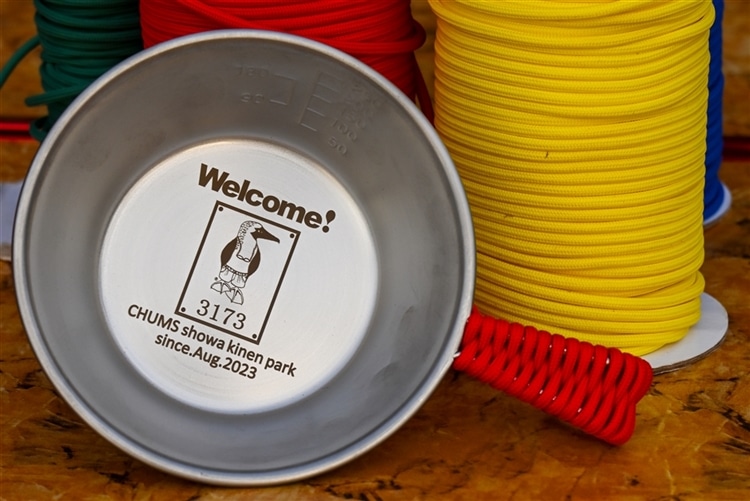 Welcome!
3173
CHUMS showa kinen park
since.Aug.2023